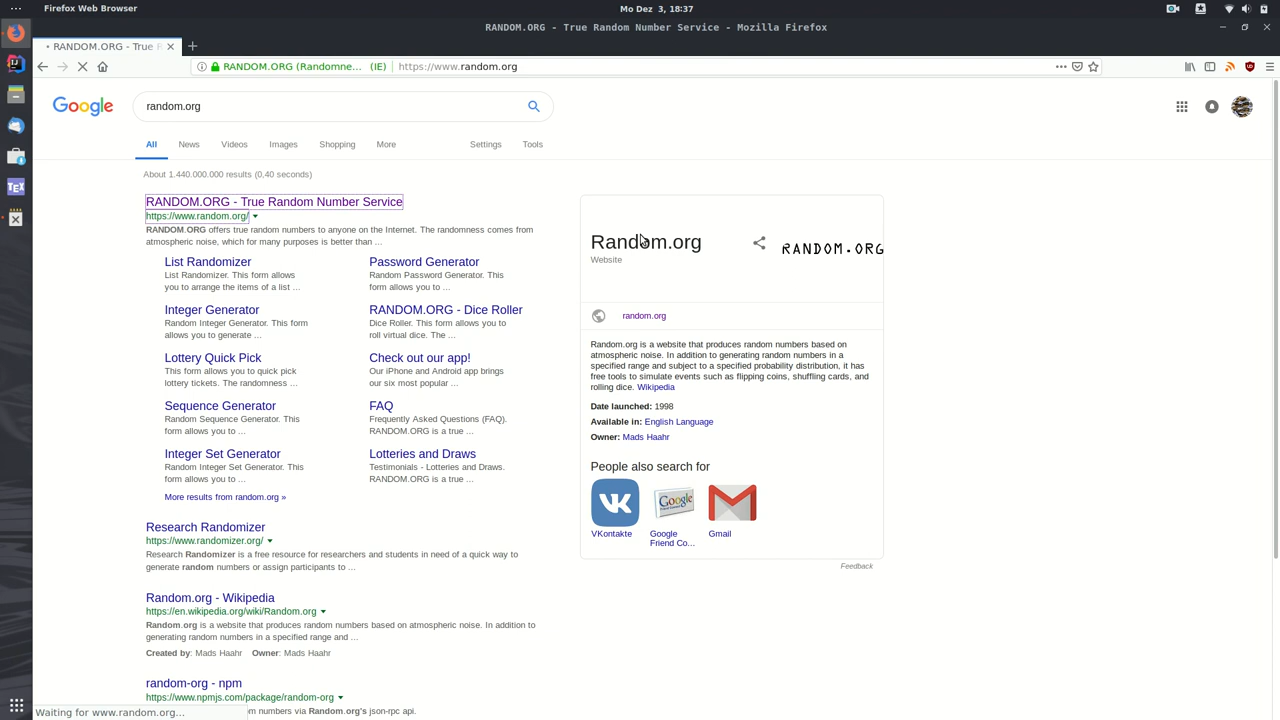 Firefox Web Browser
Mo Dez 3, 18:37
RANDOM.ORG - True Random Number Service - Mozilla Firefox
RANDOM.ORG - True R
RANDOM.ORG (Randomne… (IE)
https://www.random.org
Google
random.org
All News Videos Images Shopping More Settings Tools
About 1.440.000.000 results (0,40 seconds)
RANDOM.ORG - True Random Number Service
https://www.random.org/
RANDOM.ORG offers true random numbers to anyone on the Internet. The randomness comes from
atmospheric noise, which for many purposes is better than ...
List Randomizer
List Randomizer. This form allows
you to arrange the items of a list ...
Password Generator
Random Password Generator. This
form allows you to ...
Integer Generator
Random Integer Generator. This form
allows you to generate ...
RANDOM.ORG - Dice Roller
Dice Roller. This form allows you to
roll virtual dice. The ...
Lottery Quick Pick
This form allows you to quick pick
lottery tickets. The randomness ...
Check out our app!
Our iPhone and Android app brings
our six most popular ...
Sequence Generator
Random Sequence Generator. This
form allows you to ...
FAQ
Frequently Asked Questions (FAQ).
RANDOM.ORG is a true ...
Integer Set Generator
Random Integer Set Generator. This
form allows you to ...
Lotteries and Draws
Testimonials - Lotteries and Draws.
RANDOM.ORG is a true ...
More results from random.org »
Research Randomizer
https://www.randomizer.org/
Research Randomizer is a free resource for researchers and students in need of a quick way to
generate random numbers or assign participants to ...
Random.org - Wikipedia
https://en.wikipedia.org/wiki/Random.org
Random.org is a website that produces random numbers based on atmospheric noise. In addition to
generating random numbers in a specified range and ...
Created by: Mads Haahr Owner: Mads Haahr
random-org - npm
https://www.npmjs.com/package/random-org
m numbers via Random.org's json-rpc api.
Waiting for www.random.org...
Random.org
Website
RANDOM.ORG
random.org
Random.org is a website that produces random numbers based on
atmospheric noise. In addition to generating random numbers in a
specified range and subject to a specified probability distribution, it
has free tools to simulate events such as flipping coins, shuffling cards, and
rolling dice. Wikipedia
Date launched: 1998
Available in: English Language
Owner: Mads Haahr
People also search for
VKontakte
Google
Friend Co...
Gmail
Feedback